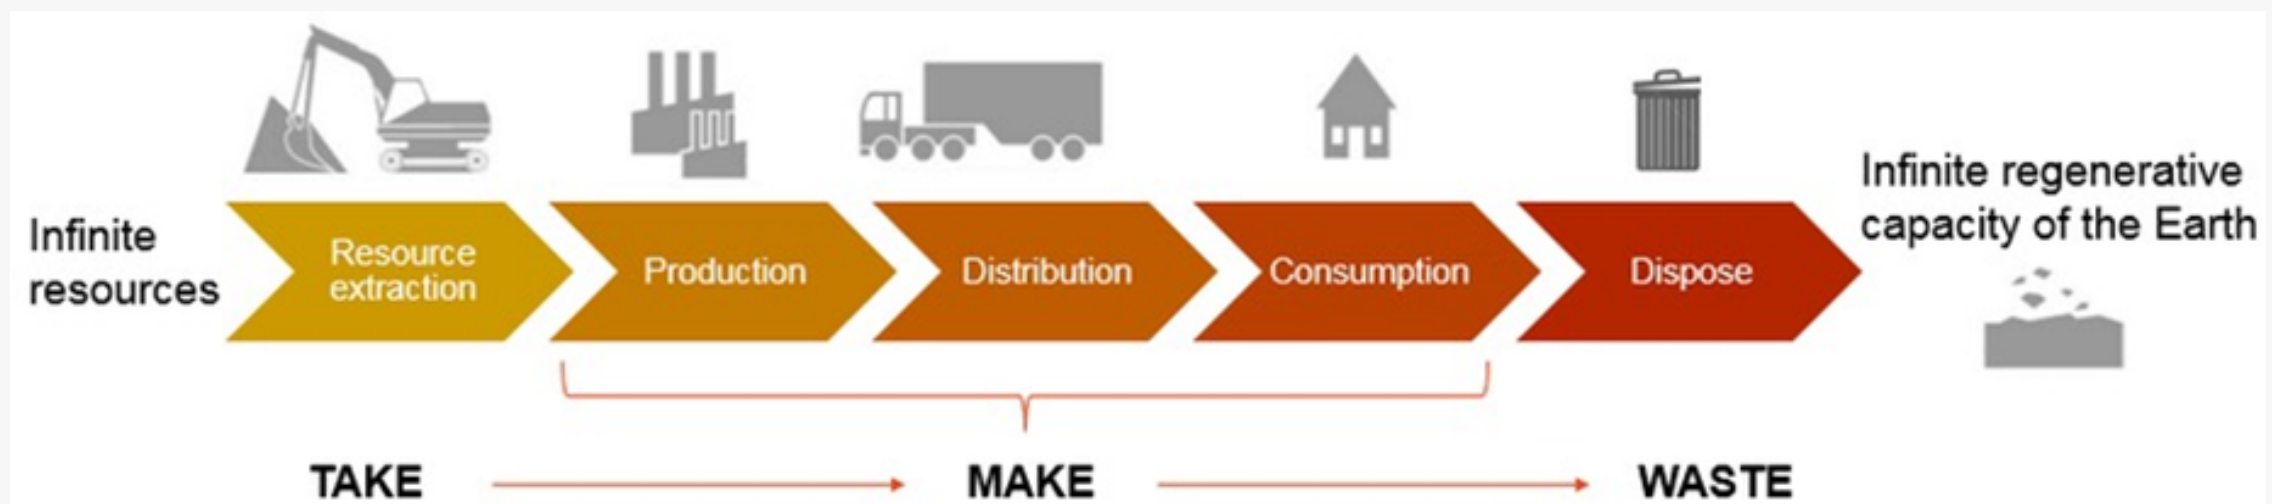 Infinite
resources
Resource
extraction
Production
Distribution
Consumption
Dispose
Infinite regenerative
capacity of the Earth
TAKE
MAKE
WASTE